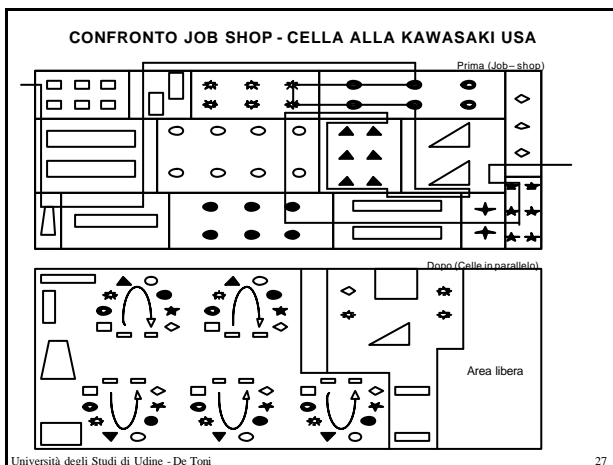 CONFRONTO JOB SHOP - CELLA ALLA KAWASAKI USA
Prima (Job– shop)
Dopo (Celle in parallelo)
Area libera
Università degli Studi di Udine - De Toni 27